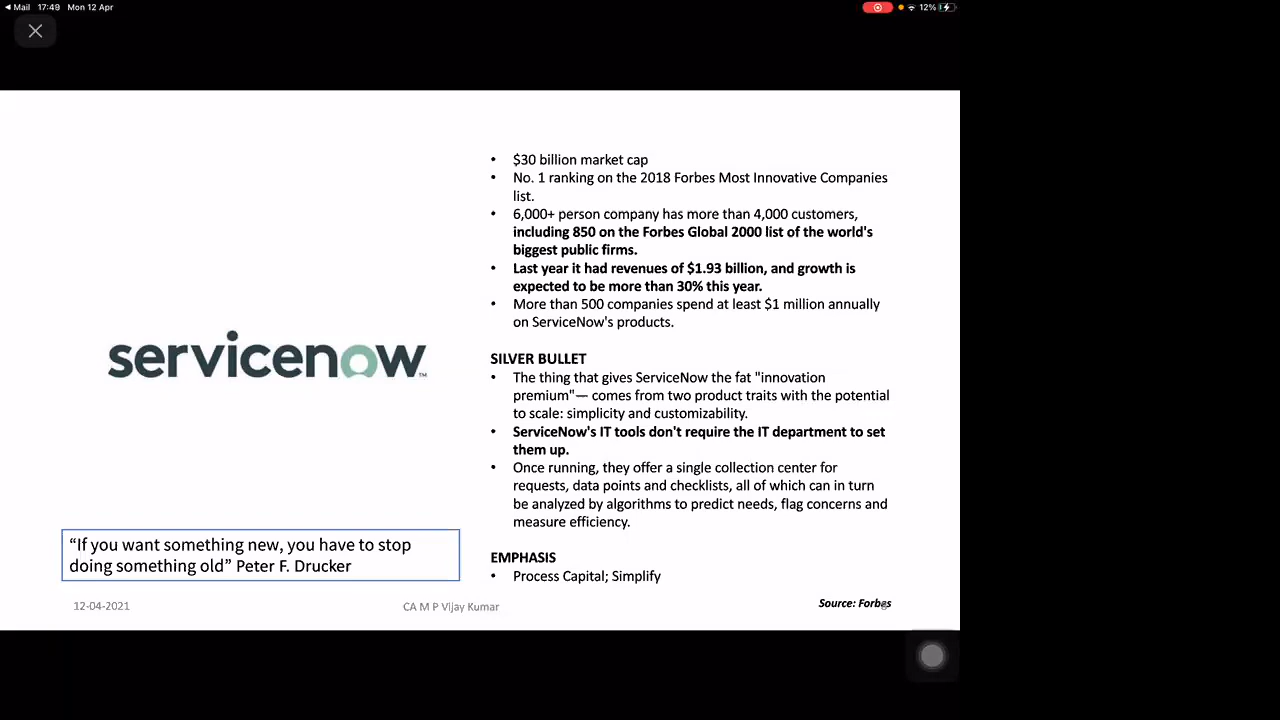 ◀ Mail 17:49 Mon 12 Apr
12%
• $30 billion market cap
• No. 1 ranking on the 2018 Forbes Most Innovative Companies
list.
• 6,000+ person company has more than 4,000 customers,
including 850 on the Forbes Global 2000 list of the world's
biggest public firms.
• Last year it had revenues of $1.93 billion, and growth is
expected to be more than 30% this year.
• More than 500 companies spend at least $1 million annually
on ServiceNow's products.
servicenow™
SILVER BULLET
• The thing that gives ServiceNow the fat "innovation
premium"— comes from two product traits with the potential
to scale: simplicity and customizability.
• ServiceNow's IT tools don't require the IT department to set
them up.
• Once running, they offer a single collection center for
requests, data points and checklists, all of which can in turn
be analyzed by algorithms to predict needs, flag concerns and
measure efficiency.
EMPHASIS
• Process Capital; Simplify
“If you want something new, you have to stop
doing something old” Peter F. Drucker
12-04-2021
CA M P Vijay Kumar
Source: Forbes